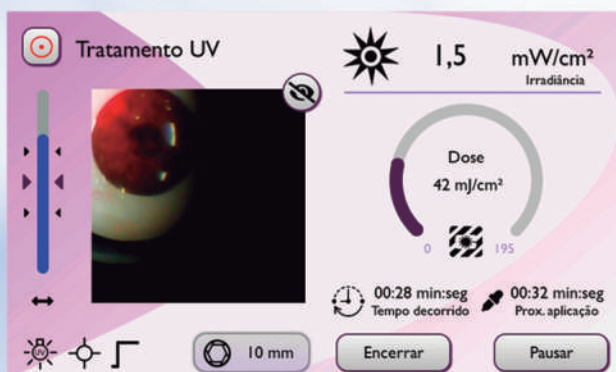 Tratamento UV
1,5 mW/cm²
Irradiância
Dose
42 mJ/cm²
0 195
00:28 min:seg
Tempo decorrido
00:32 min:seg
Prox. aplicação
UV
10 mm
Encerrar
Pausar